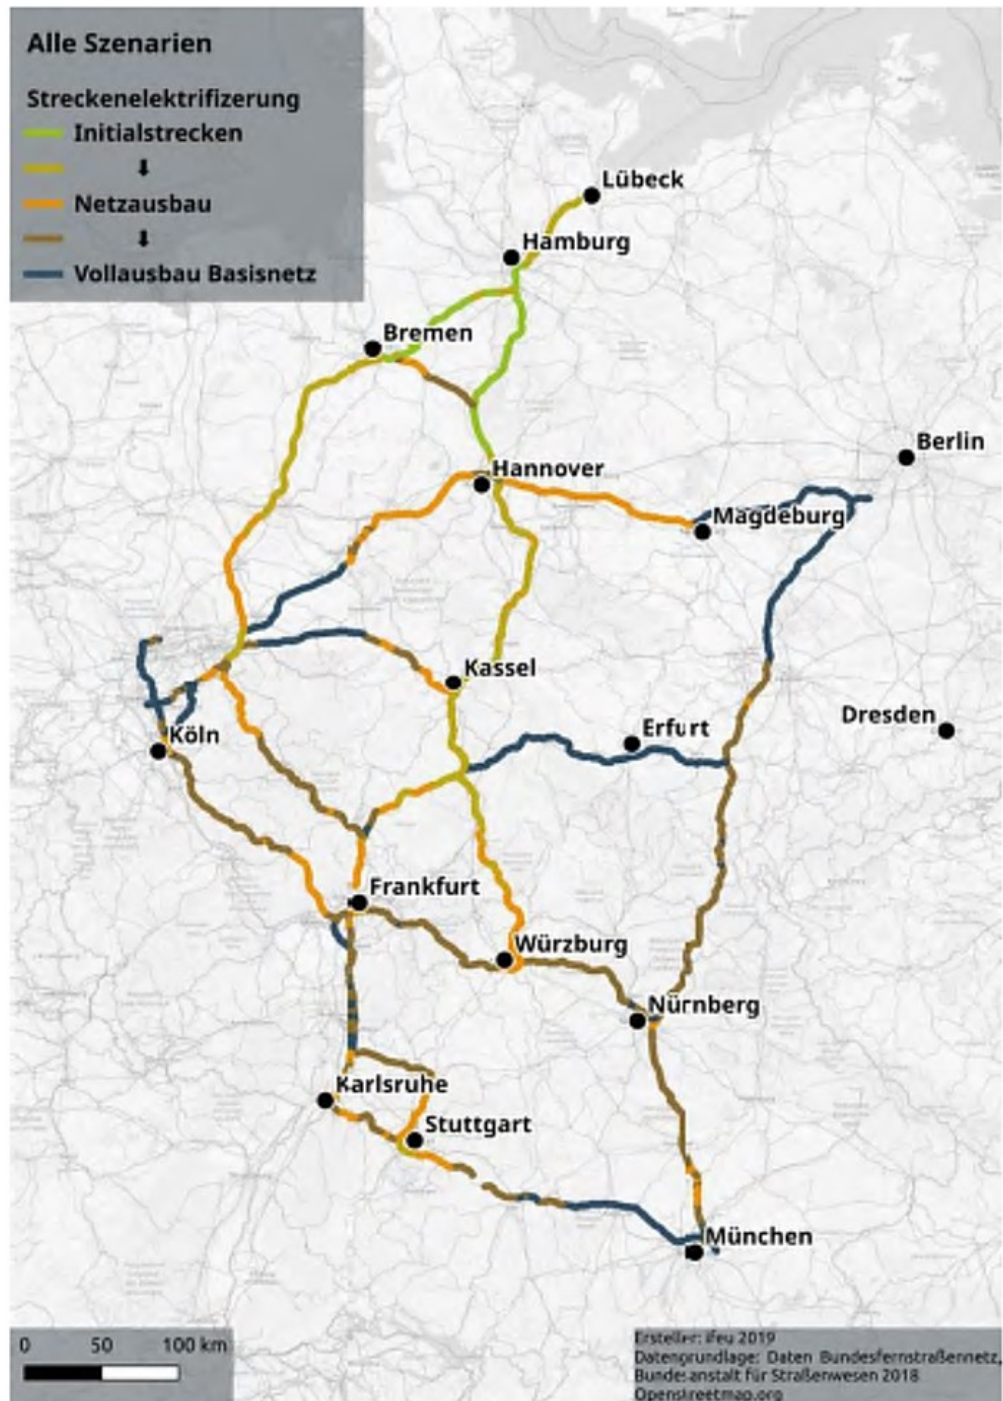 Alle Szenarien
Streckenelektrifizerung
Initialstrecken
⬇
Netzausbau
⬇
Vollausbau Basisnetz
Lübeck
Hamburg
Bremen
Berlin
Hannover
Magdeburg
Kassel
Dresden
Erfurt
Köln
Frankfurt
Würzburg
Nürnberg
Karlsruhe
Stuttgart
München
0 50 100 km
Ersteller: ifeu 2019
Datengrundlage: Daten Bundesfernstraßennetz,
Bundesanstalt für Straßenwesen 2018
Openstreetmap.org